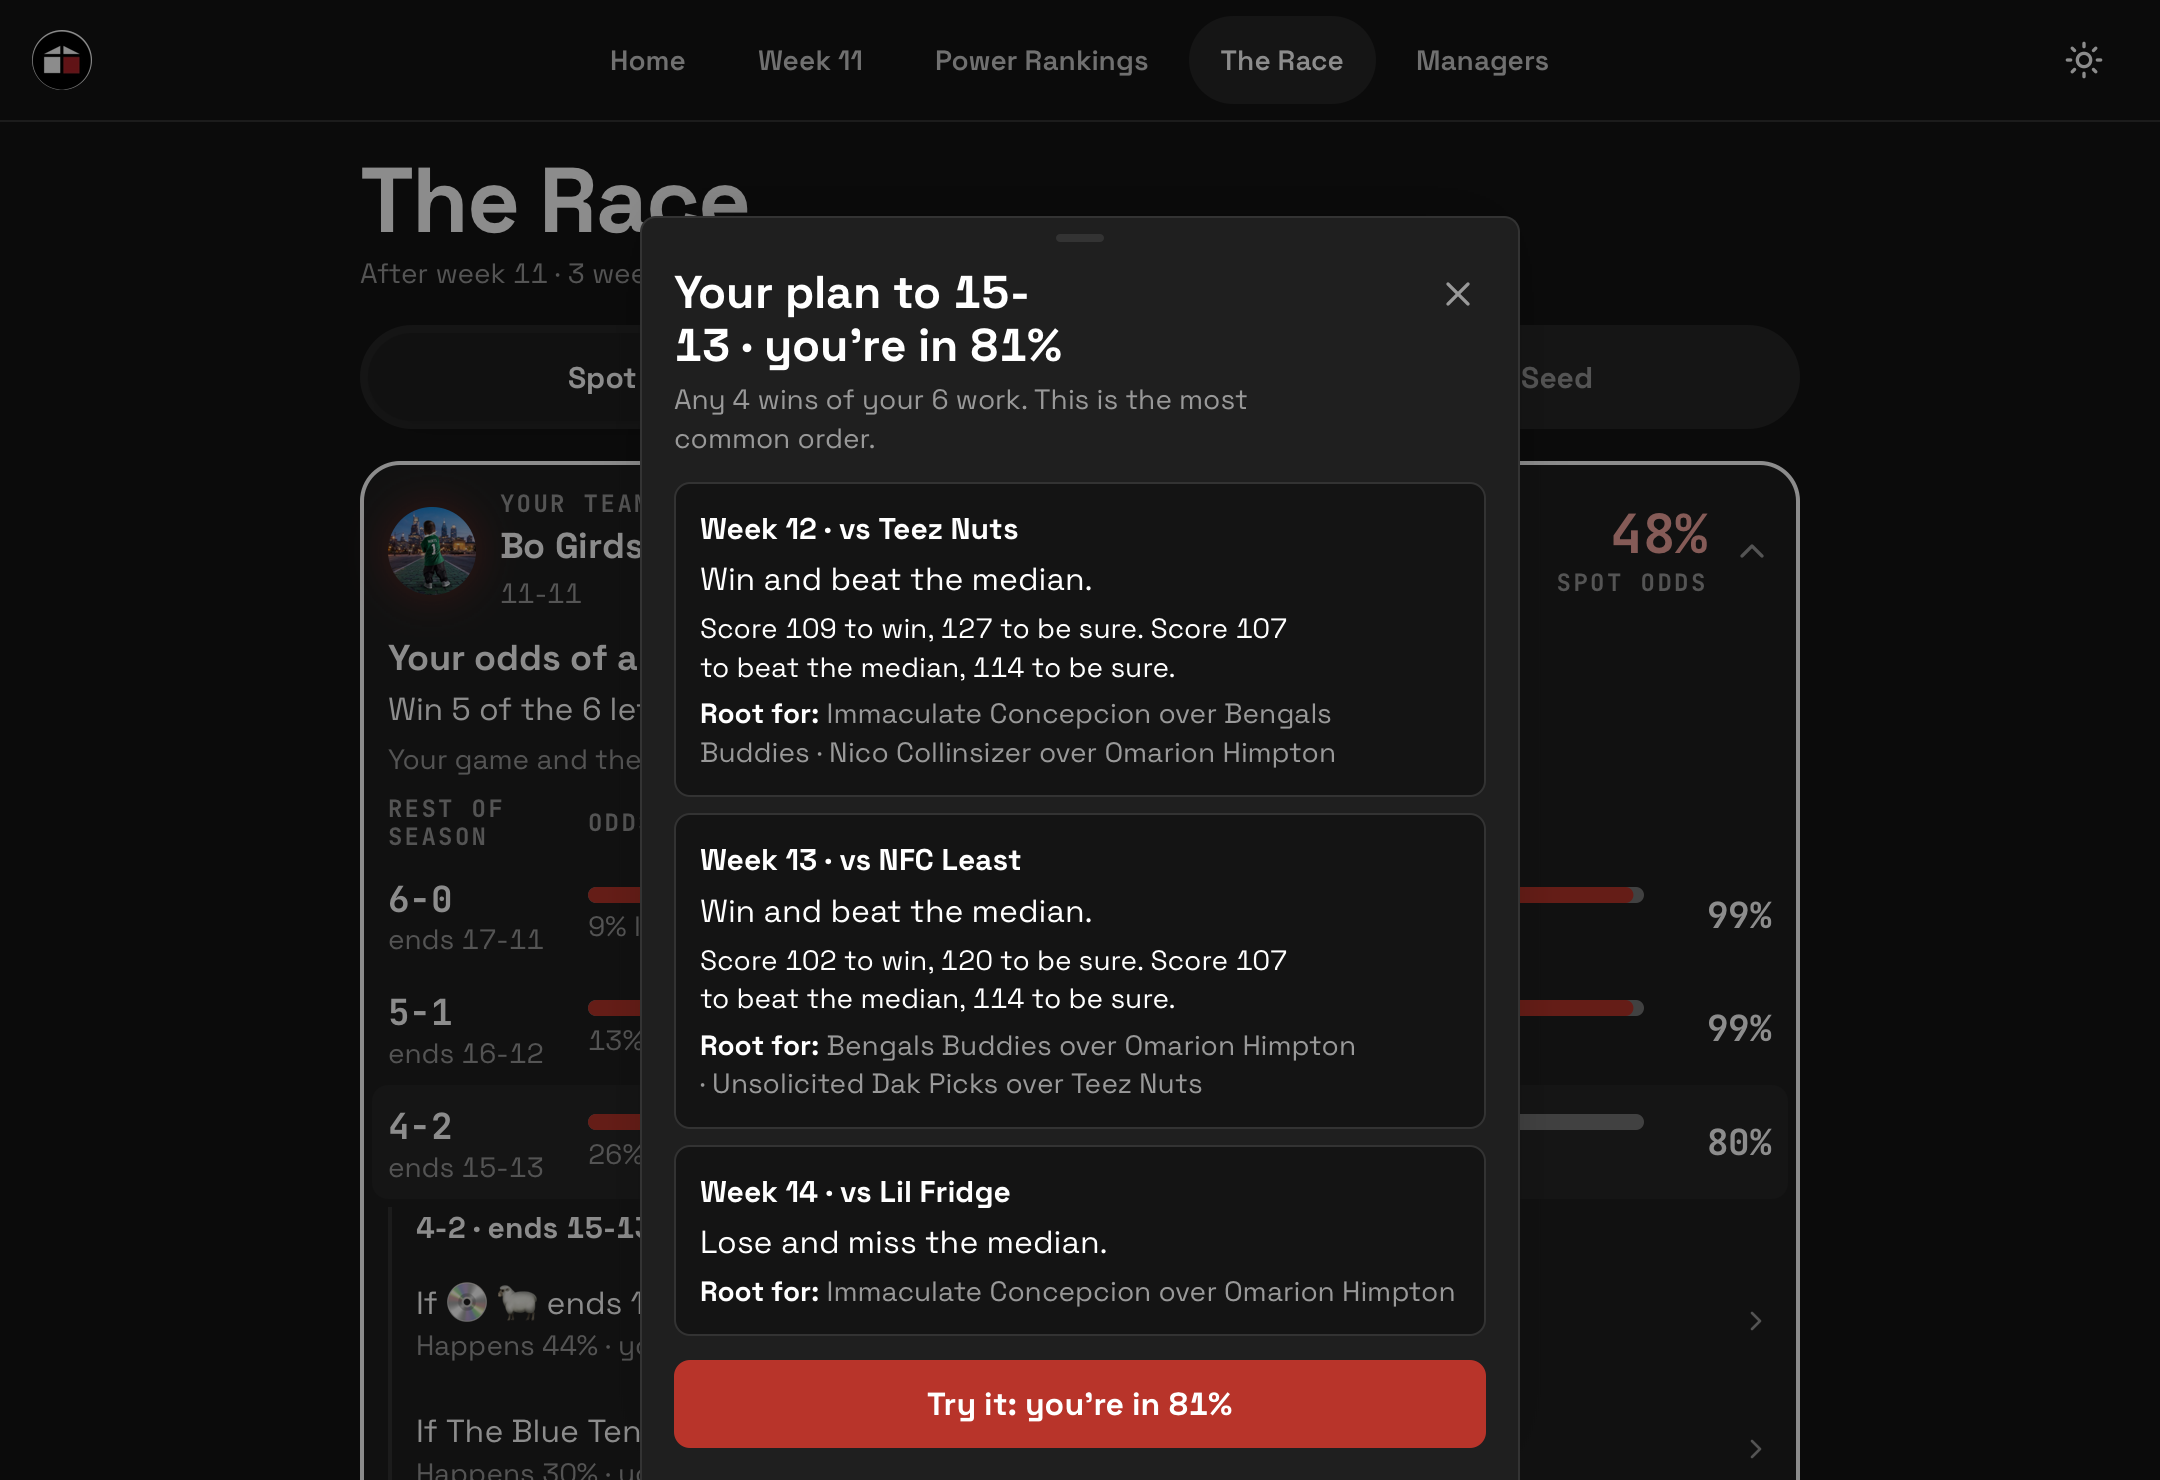 Home
Week 11
Power Rankings
The Race
Managers
The Race
After week 11 · 3 wee
Spot
Seed
YOUR TEAM
Bo Girds
11-11
48%
SPOT ODDS
Your odds of a
Win 5 of the 6
Your game and the
REST OF
SEASON
6-0
ends 17-11
9%
99%
5-1
ends 16-12
13%
99%
4-2
ends 15-13
26%
80%
4-2 · ends 15-13
If 💿 🐑 ends
Happens 44% ·
If The Blue Ten
Happens 30% ·
Your plan to 15-
13 · you’re in 81%
Any 4 wins of your 6 work. This is the most
common order.
Week 12 · vs Teez Nuts
Win and beat the median.
Score 109 to win, 127 to be sure. Score 107
to beat the median, 114 to be sure.
Root for: Immaculate Concepcion over Bengals
Buddies · Nico Collinsizer over Omarion Himpton
Week 13 · vs NFC Least
Win and beat the median.
Score 102 to win, 120 to be sure. Score 107
to beat the median, 114 to be sure.
Root for: Bengals Buddies over Omarion Himpton
· Unsolicited Dak Picks over Teez Nuts
Week 14 · vs Lil Fridge
Lose and miss the median.
Root for: Immaculate Concepcion over Omarion Himpton
Try it: you’re in 81%